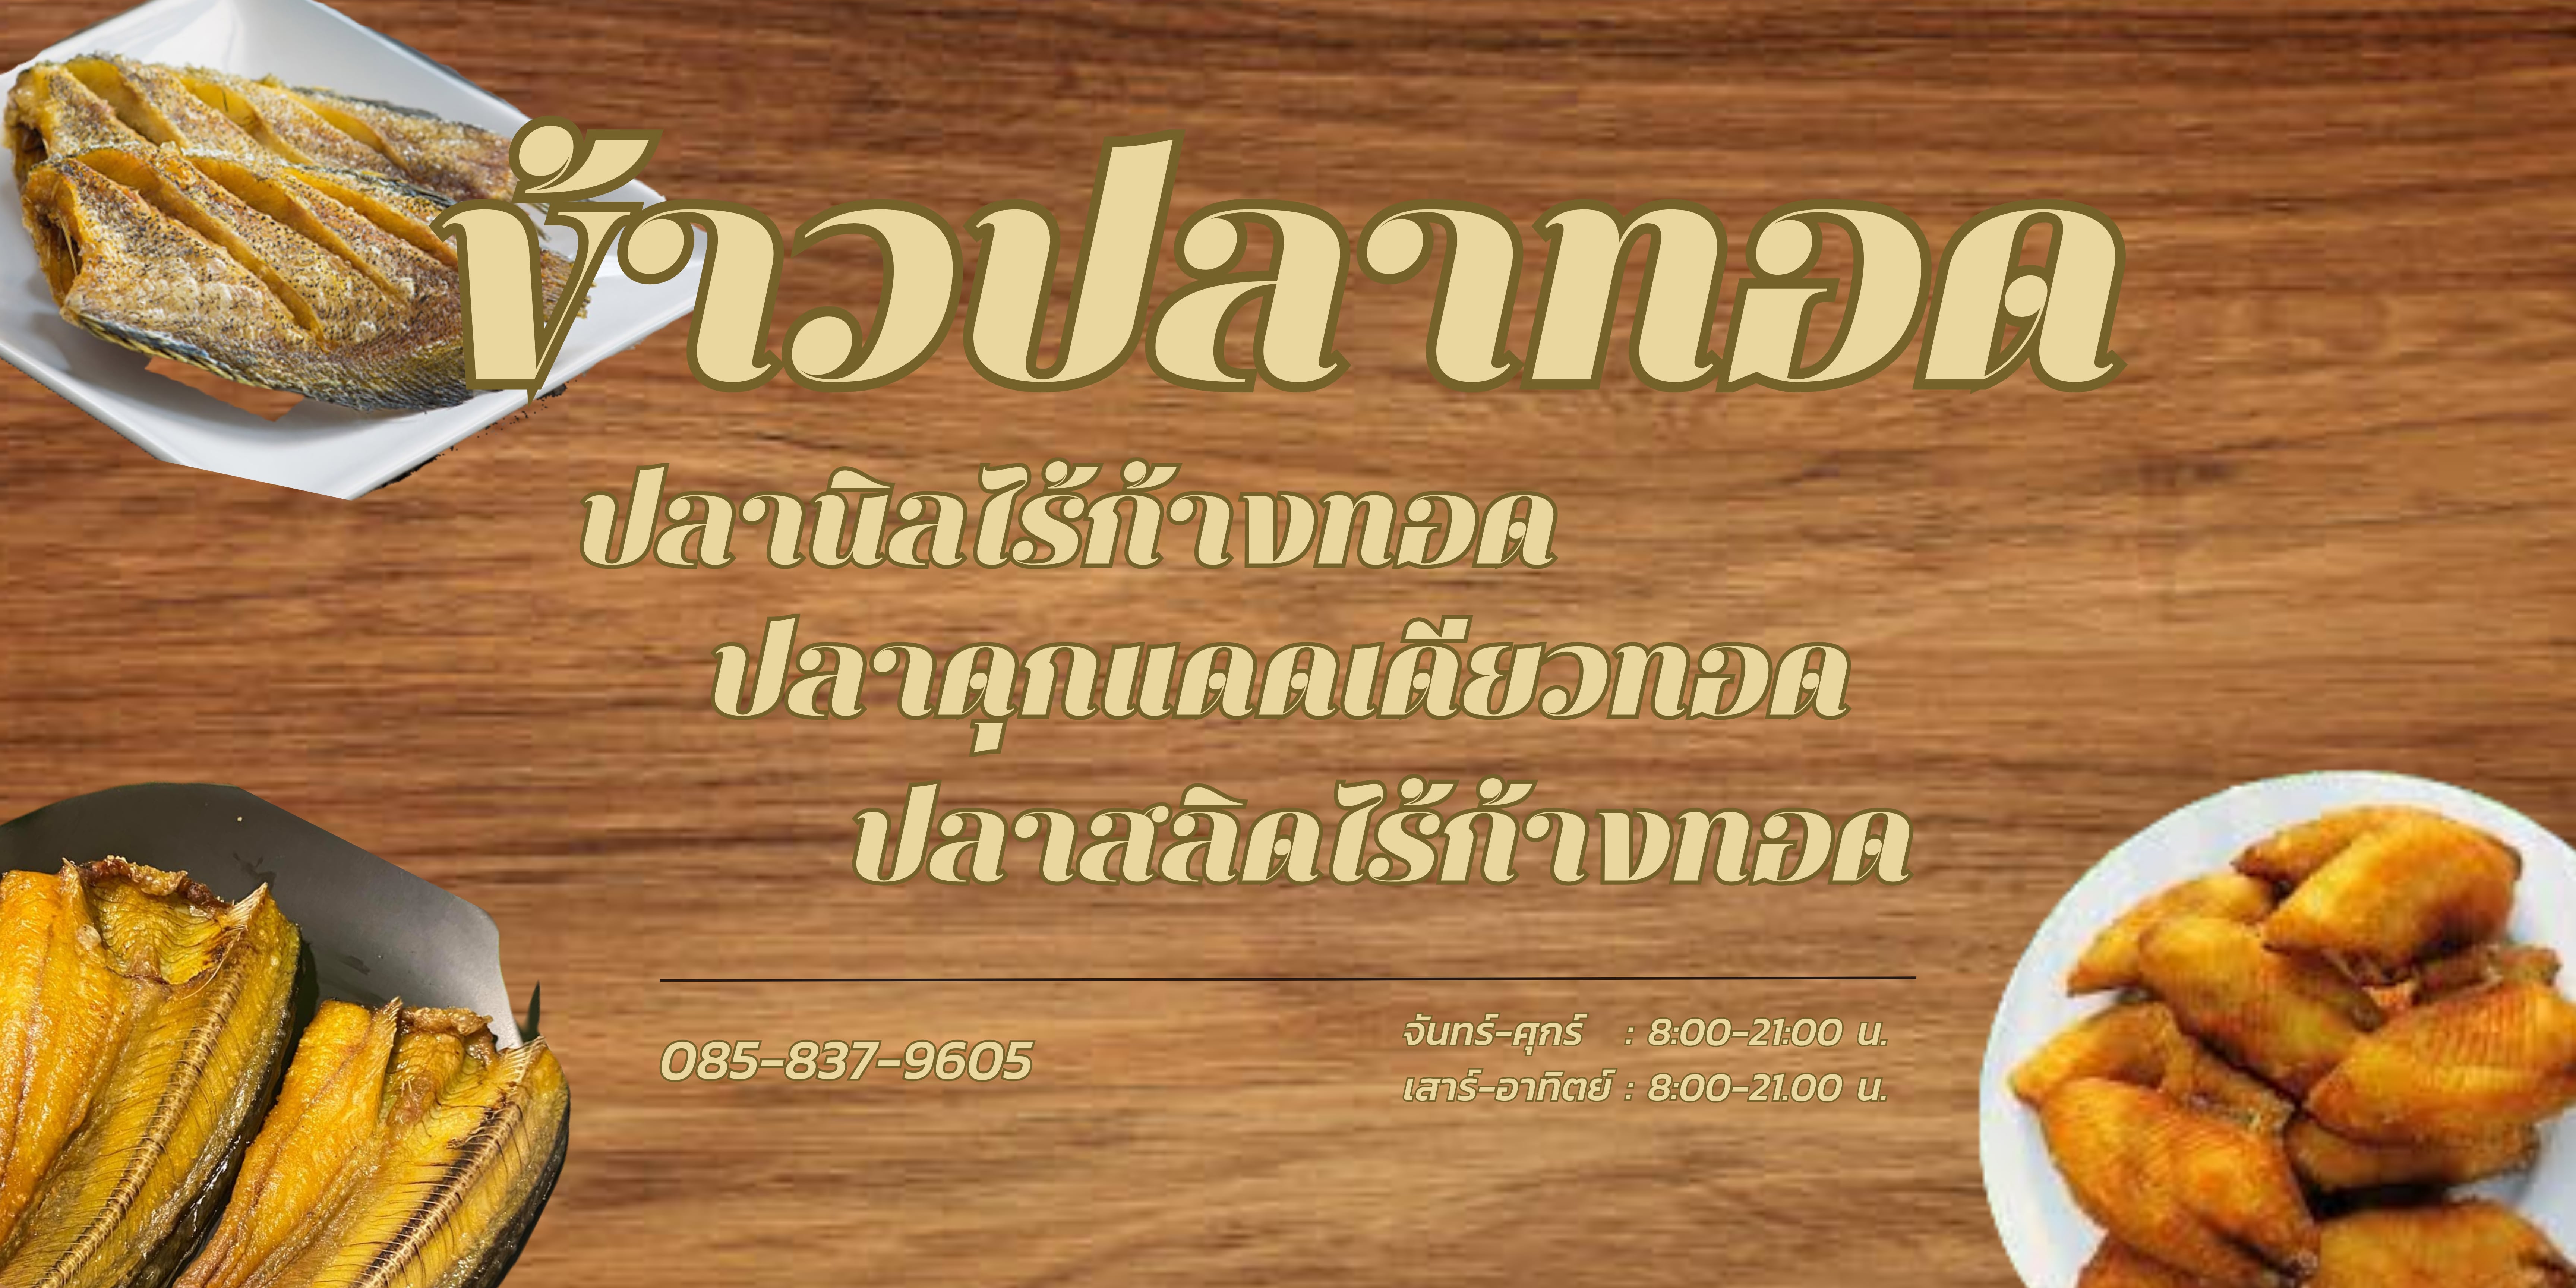 ข้าวปลาทอด
ปลานิลไร้ก้างทอด
ปลาดุกแดดเดียวทอด
ปลาสลิดไร้ก้างทอด
085-837-9605
จันทร์-ศุกร์ : 8:00-21:00 น.
เสาร์-อาทิตย์ : 8:00-21.00 น.